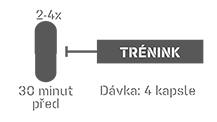 2-4x
TRÉNINK
30 minut
před
Dávka: 4 kapsle